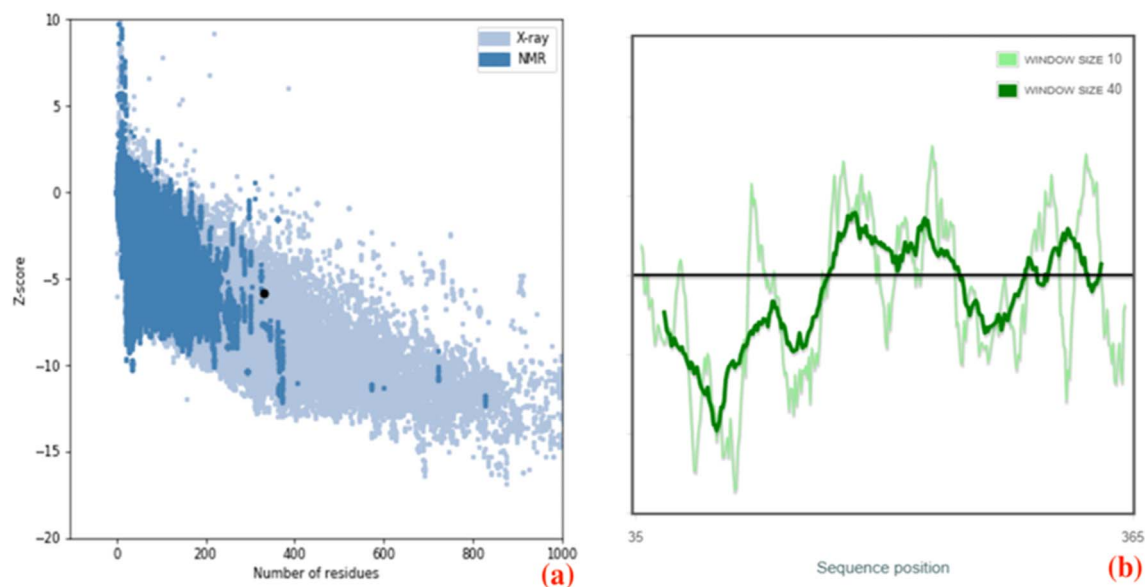 10
5
0
−5
−10
−15
−20
Z-score
0
200
400
600
800
1000
Number of residues
X-ray
NMR
(a)
WINDOW SIZE 10
WINDOW SIZE 40
35
365
Sequence position
(b)